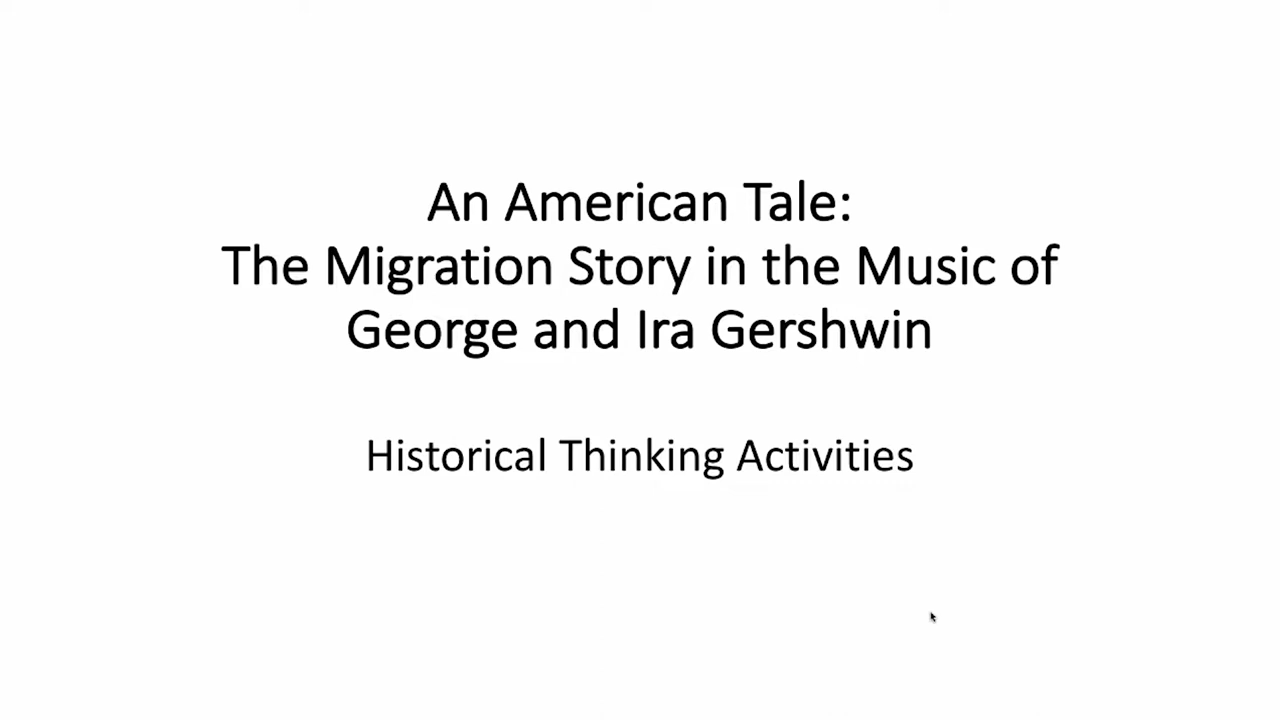 An American Tale:
The Migration Story in the Music of
George and Ira Gershwin
Historical Thinking Activities